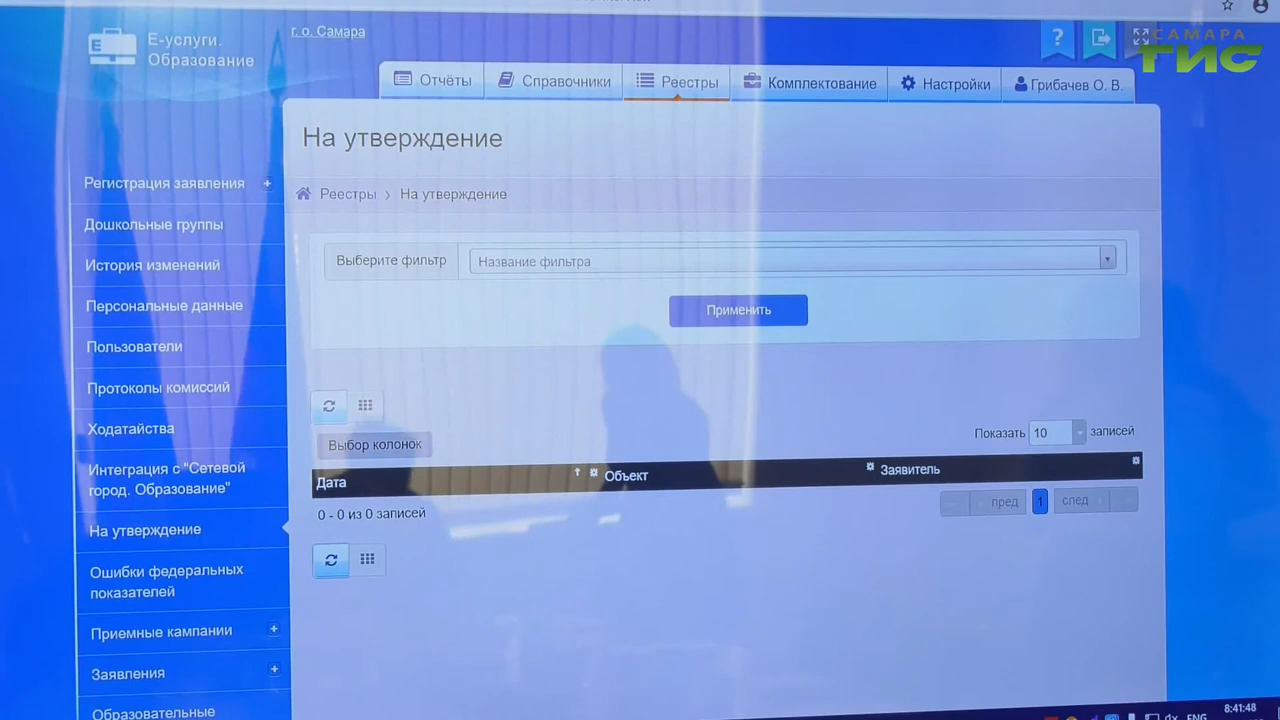 Е-услуги.
Образование
г. о. Самара
?
САМАРА
ГИС
Отчёты
Справочники
Реестры
Комплектование
Настройки
Грибачев О. В.
На утверждение
Реестры > На утверждение
Регистрация заявления +
Дошкольные группы
История изменений
Персональные данные
Пользователи
Протоколы комиссий
Ходатайства
Интеграция с "Сетевой
город. Образование"
На утверждение
Ошибки федеральных
показателей
Приемные кампании +
Заявления +
Образовательные
Выберите фильтр
Название фильтра
Применить
Выбор колонок
Показать 10 записей
Дата
Объект
Заявитель
0 - 0 из 0 записей
пред 1 след
ENG
8:41:48